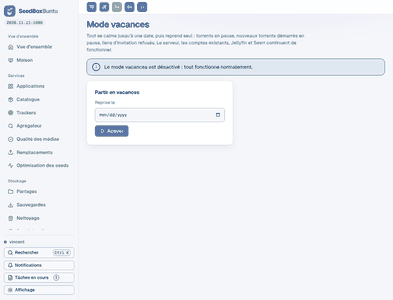 SeedBoxBuntu
2026.11.21-1000
Vue d'ensemble
Vue d'ensemble
Maison
Services
Applications
Catalogue
Trackers
Agrégateur
Qualité des médias
Remplacements
Optimisation des seeds
Stockage
Partages
Sauvegardes
Nettoyage
vincent
Rechercher
Ctrl K
Notifications
Tâches en cours
Affichage
Mode vacances
Tout se calme jusqu'à une date, puis reprend seul : torrents en pause, nouveaux torrents démarrés en
pause, liens d'invitation refusés. Le serveur, les comptes existants, Jellyfin et Seerr continuent de
fonctionner.
Le mode vacances est désactivé : tout fonctionne normalement.
Partir en vacances
Reprise le
mm/dd/yyyy
Activer